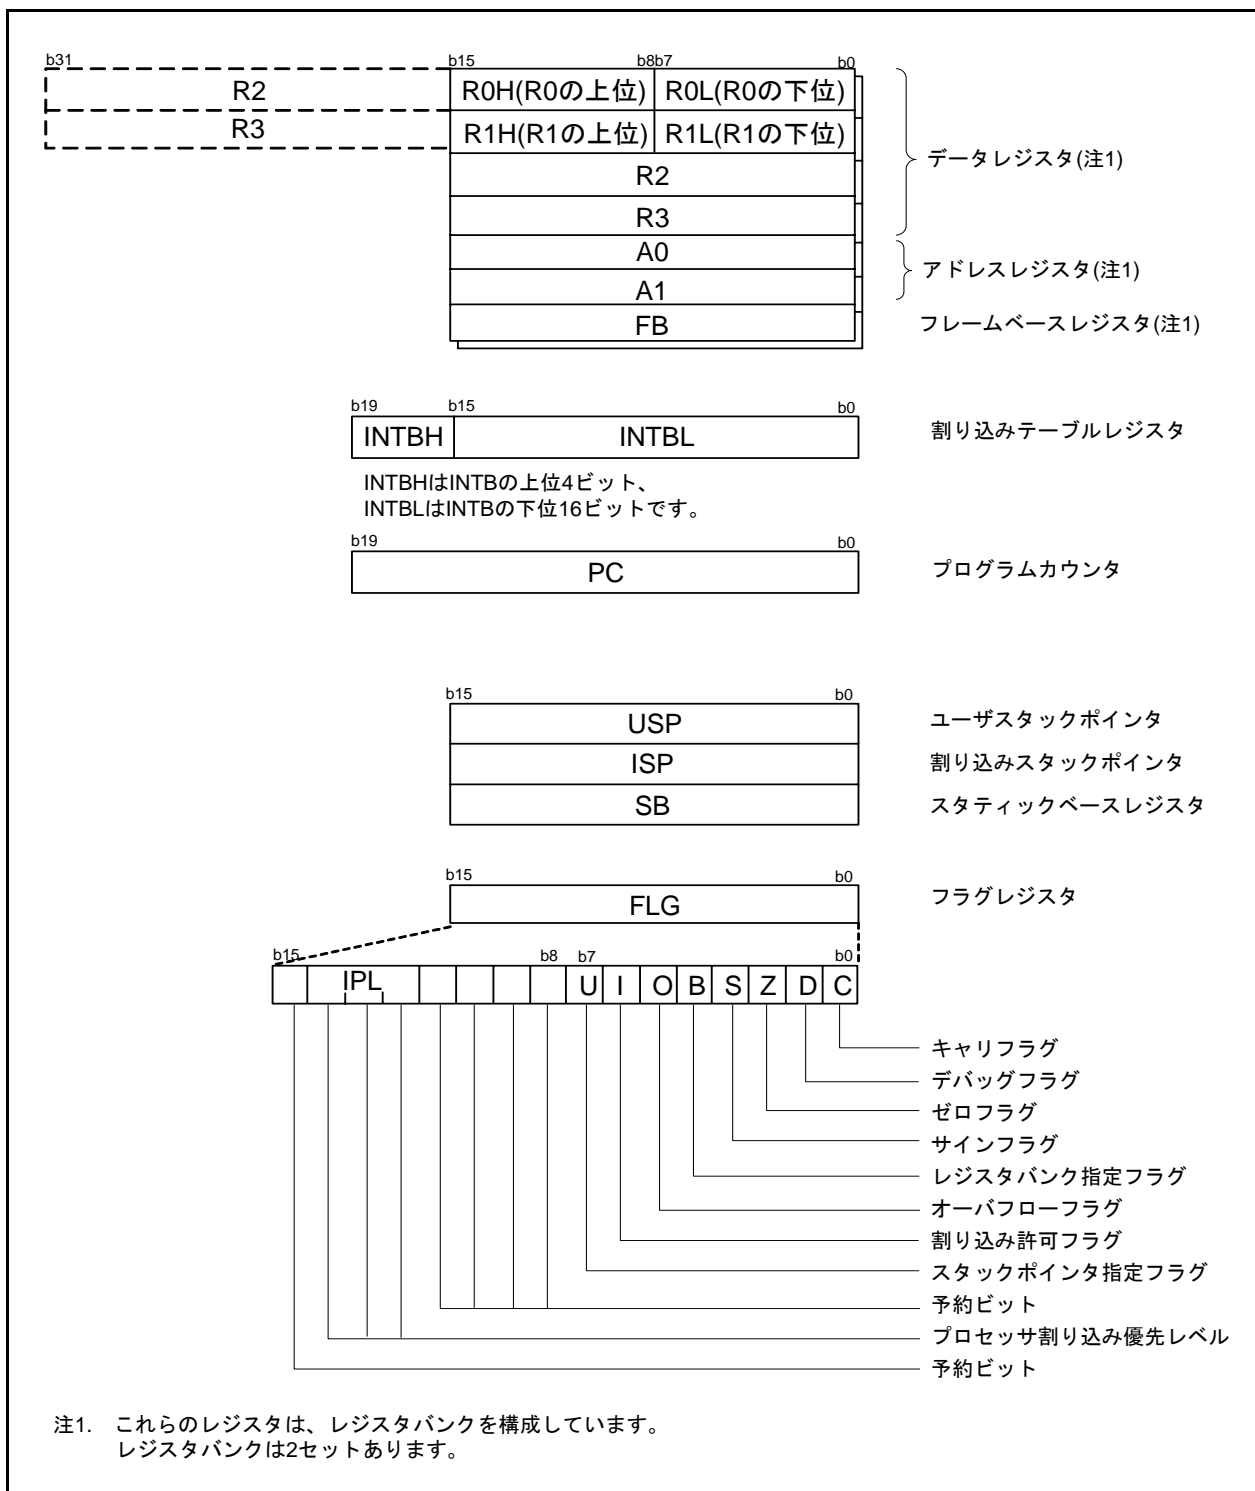 b31 b15 b8b7 b0
R2 R0H(R0の上位) R0L(R0の下位)
R3 R1H(R1の上位) R1L(R1の下位)
データレジスタ(注1)
R2
R3
A0
アドレスレジスタ(注1)
A1
FB フレームベースレジスタ(注1)
b19 b15 b0
INTBH INTBL 割り込みテーブルレジスタ
INTBHはINTBの上位4ビット、
INTBLはINTBの下位16ビットです。
b19 b0
PC プログラムカウンタ
b15 b0
USP ユーザスタックポインタ
ISP 割り込みスタックポインタ
SB スタティックベースレジスタ
b15 b0
FLG フラグレジスタ
b15 b8 b7 b0
IPL U I O B S Z D C
キャリフラグ
デバッグフラグ
ゼロフラグ
サインフラグ
レジスタバンク指定フラグ
オーバフローフラグ
割り込み許可フラグ
スタックポインタ指定フラグ
予約ビット
プロセッサ割り込み優先レベル
予約ビット
注1. これらのレジスタは、レジスタバンクを構成しています。
レジスタバンクは2セットあります。